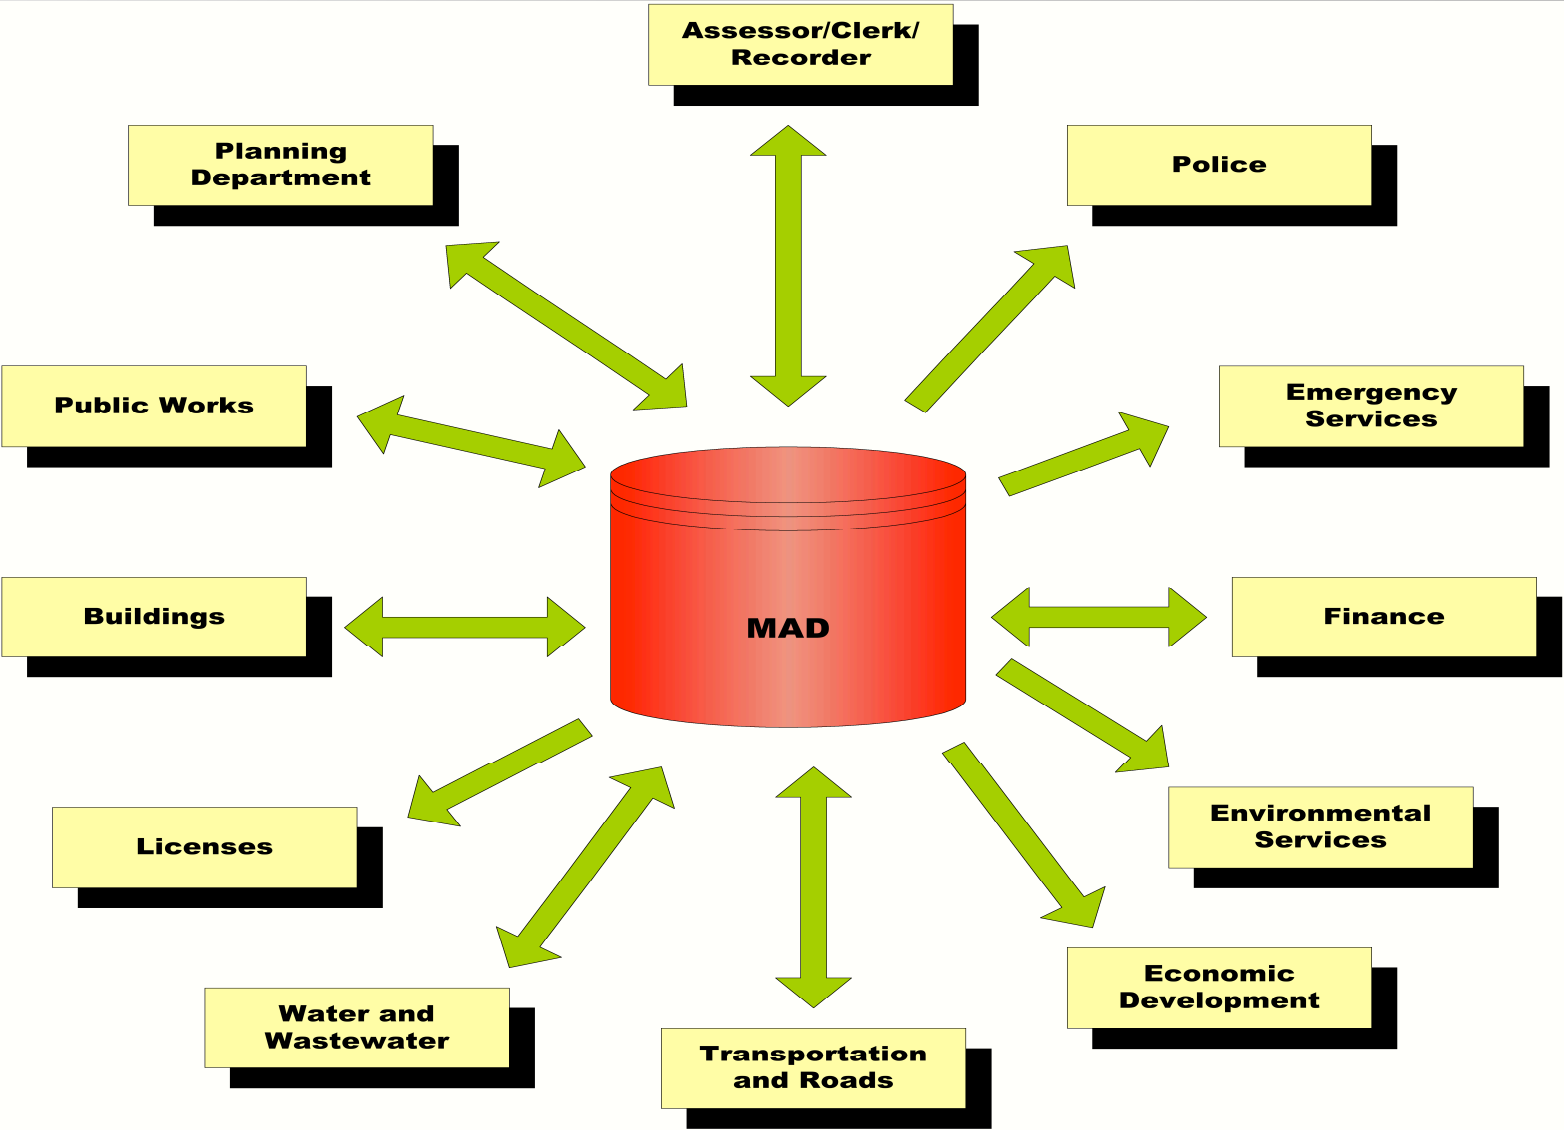 Assessor/Clerk/
Recorder
Planning
Department
Police
Public Works
Emergency
Services
Buildings
MAD
Finance
Licenses
Environmental
Services
Water and
Wastewater
Economic
Development
Transportation
and Roads